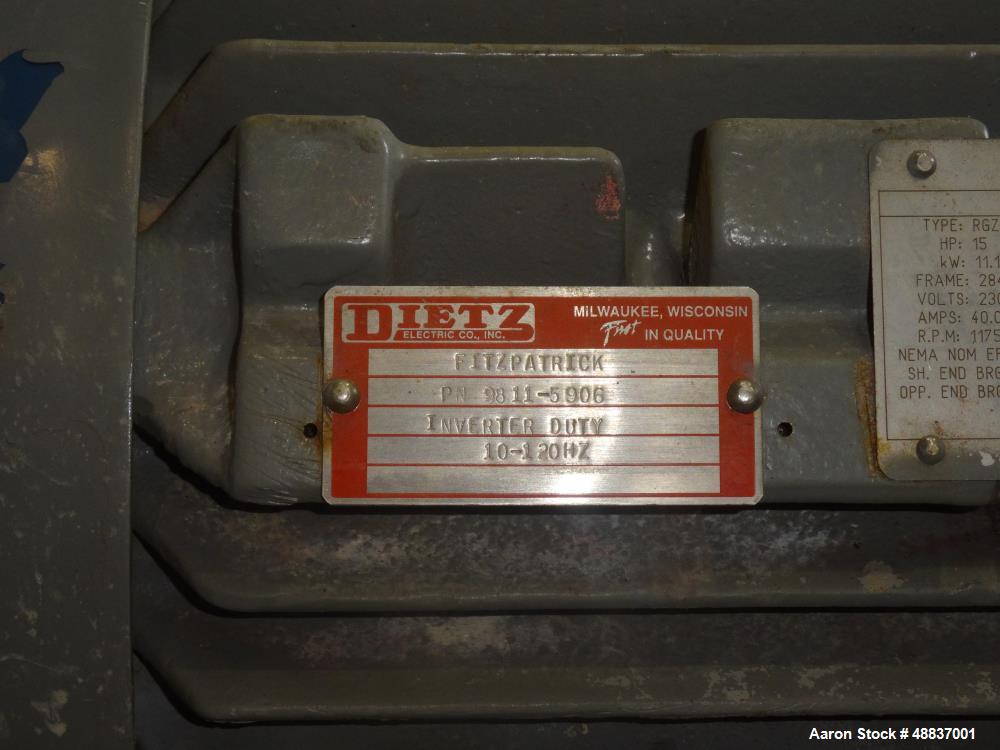 DIETZ
ELECTRIC CO., INC.
MILWAUKEE, WISCONSIN
First IN QUALITY
FITZPATRICK
PN 9811-5906
INVERTER DUTY
10-120HZ
TYPE: RGZ
HP: 15
kW: 11.1
FRAME: 284
VOLTS: 230
AMPS: 40.0
R.P.M: 1175
NEMA NOM EF
SH. END BRG
OPP. END BRG
Aaron Stock # 48837001